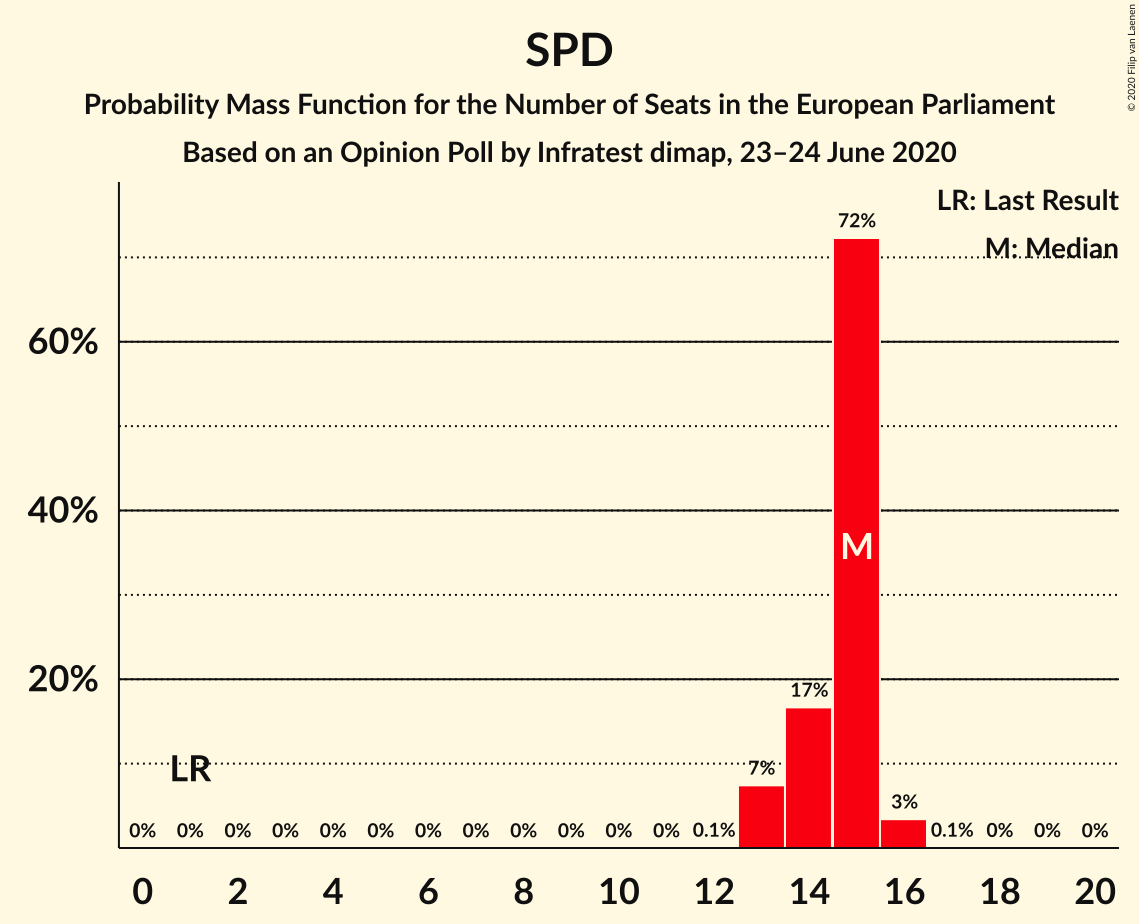 SPD
Probability Mass Function for the Number of Seats in the European Parliament
Based on an Opinion Poll by Infratest dimap, 23–24 June 2020
© 2020 Filip van Laenen
LR: Last Result
M: Median
72%
60%
40%
M
20%
17%
LR
7%
3%
0% 0% 0% 0% 0% 0% 0% 0% 0% 0% 0% 0% 0.1% 0.1% 0% 0% 0%
0 2 4 6 8 10 12 14 16 18 20